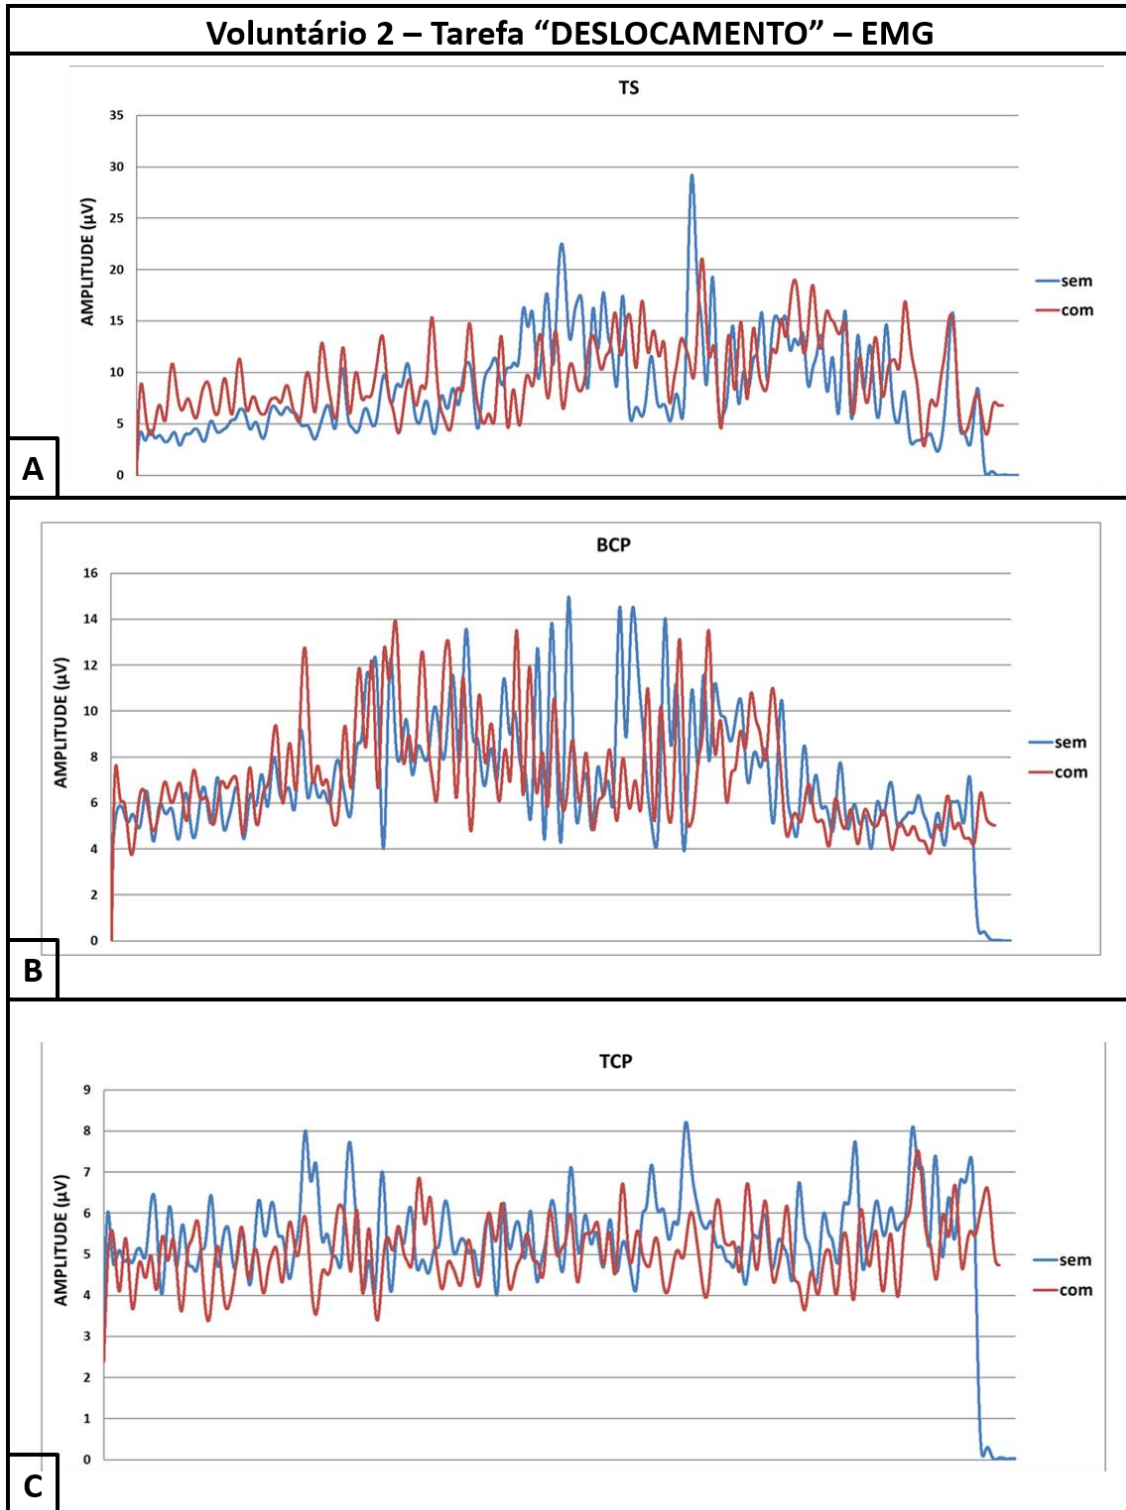 Voluntário 2 – Tarefa “DESLOCAMENTO” – EMG
TS
AMPLITUDE (µV)
35
30
25
20
15
10
5
0
sem
com
A
BCP
AMPLITUDE (µV)
16
14
12
10
8
6
4
2
0
sem
com
B
TCP
AMPLITUDE (µV)
9
8
7
6
5
4
3
2
1
0
sem
com
C